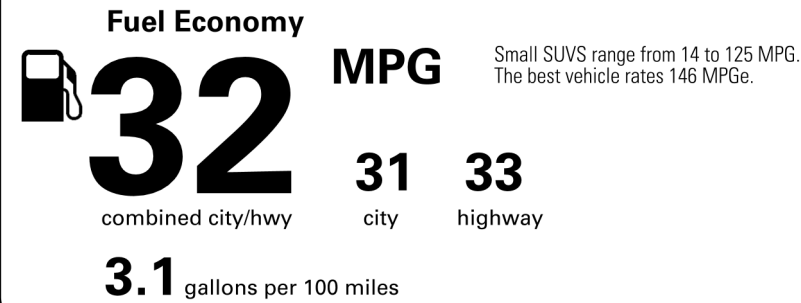 Fuel Economy
32
MPG
Small SUVS range from 14 to 125 MPG.
The best vehicle rates 146 MPGe.
31 33
combined city/hwy city highway
3.1 gallons per 100 miles